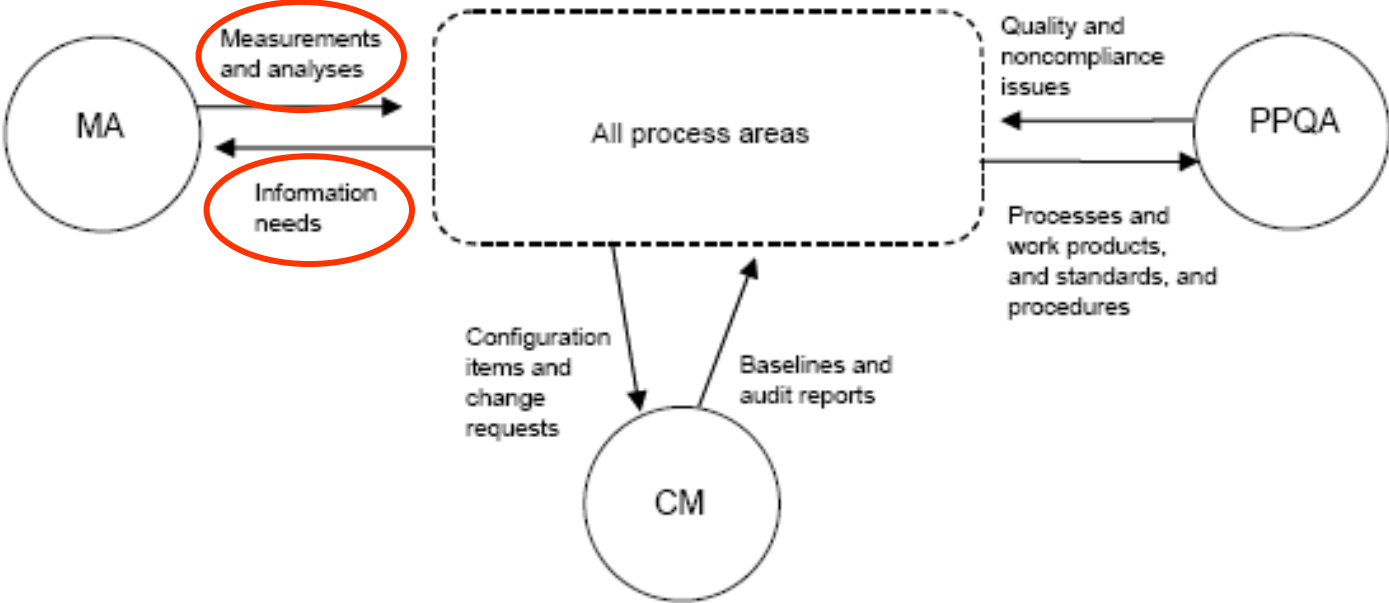 Measurements
and analyses
MA
Information
needs
All process areas
Quality and
noncompliance
issues
PPQA
Processes and
work products,
and standards, and
procedures
Configuration
items and
change
requests
Baselines and
audit reports
CM